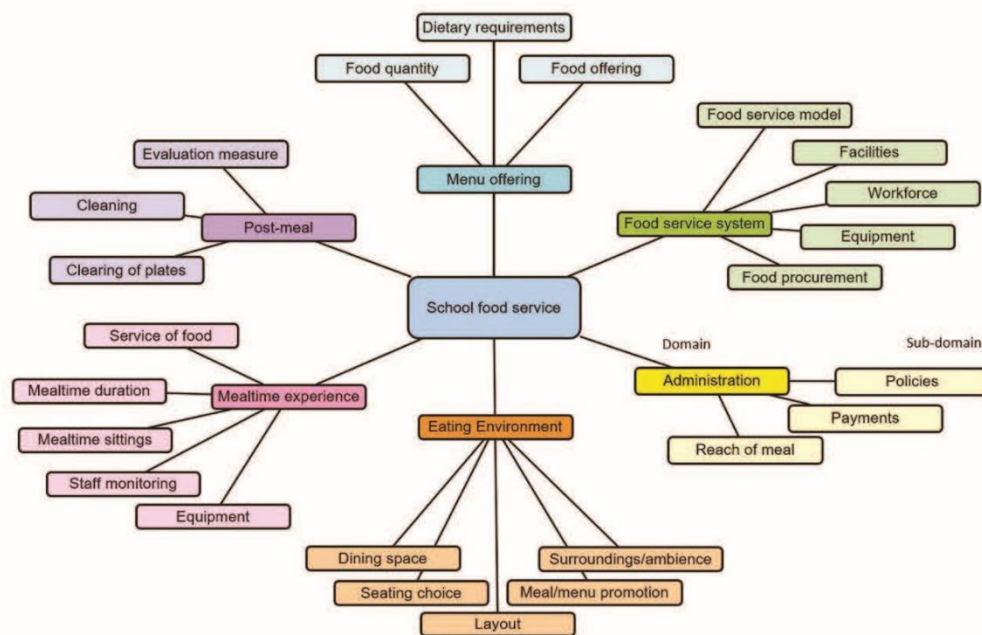 Dietary requirements
Food quantity
Food offering
Menu offering
Food service model
Facilities
Workforce
Food service system
Equipment
Food procurement
Evaluation measure
Cleaning
Post-meal
Clearing of plates
School food service
Service of food
Mealtime duration
Mealtime experience
Mealtime sittings
Staff monitoring
Equipment
Domain
Sub-domain
Administration
Policies
Payments
Reach of meal
Eating Environment
Dining space
Surroundings/ambience
Seating choice
Meal/menu promotion
Layout